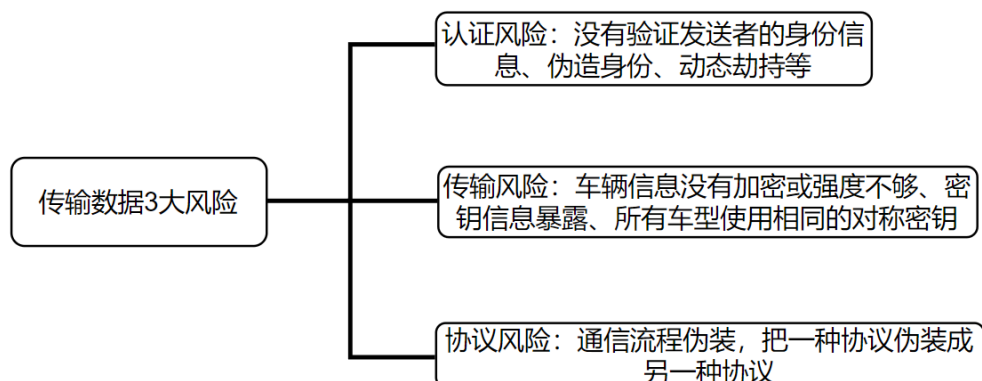 认证风险：没有验证发送者的身份信
息、伪造身份、动态劫持等
传输数据3大风险
传输风险：车辆信息没有加密或强度不够、密
钥信息暴露、所有车型使用相同的对称密钥
协议风险：通信流程伪装，把一种协议伪装成
另一种协议